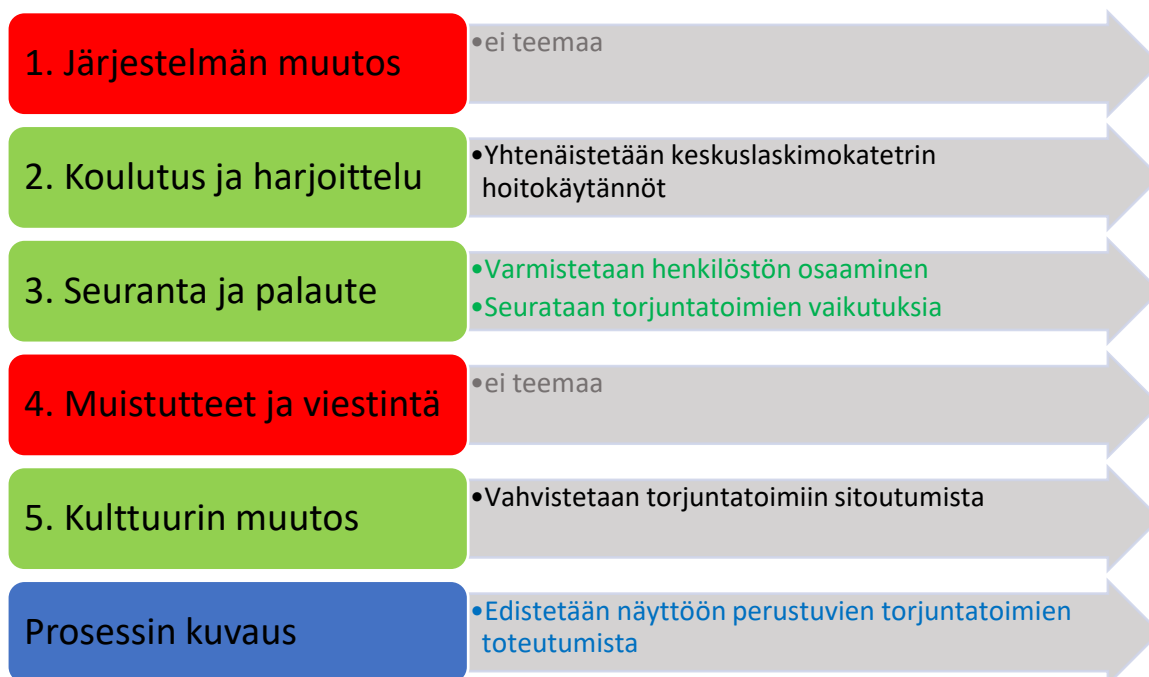 1. Järjestelmän muutos
•ei teemaa
2. Koulutus ja harjoittelu
•Yhtenäistetään keskuslaskimokatetrin
hoitokäytännöt
3. Seuranta ja palaute
•Varmistetaan henkilöstön osaaminen
•Seurataan torjuntatoimien vaikutuksia
4. Muistutteet ja viestintä
•ei teemaa
5. Kulttuurin muutos
•Vahvistetaan torjuntatoimiin sitoutumista
Prosessin kuvaus
•Edistetään näyttöön perustuvien torjuntatoimien
toteutumista